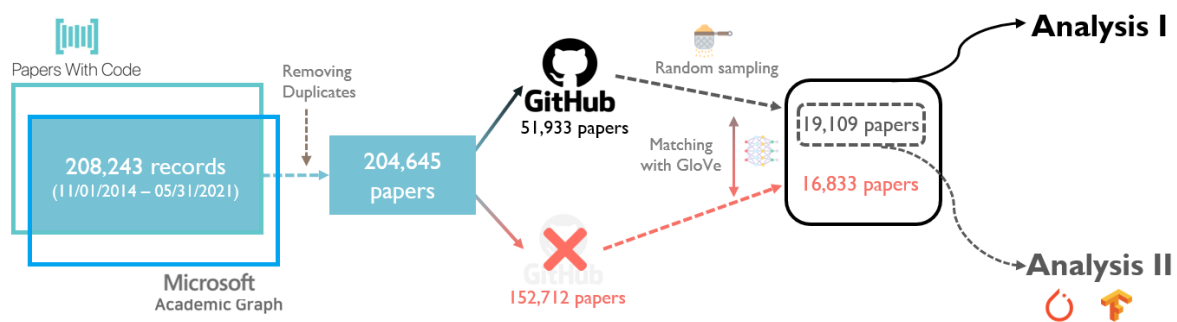 Papers With Code
208,243 records
(11/01/2014 – 05/31/2021)
Microsoft
Academic Graph
Removing
Duplicates
204,645
papers
GitHub
51,933 papers
GitHub
152,712 papers
Random sampling
Matching
with GloVe
19,109 papers
16,833 papers
Analysis I
Analysis II